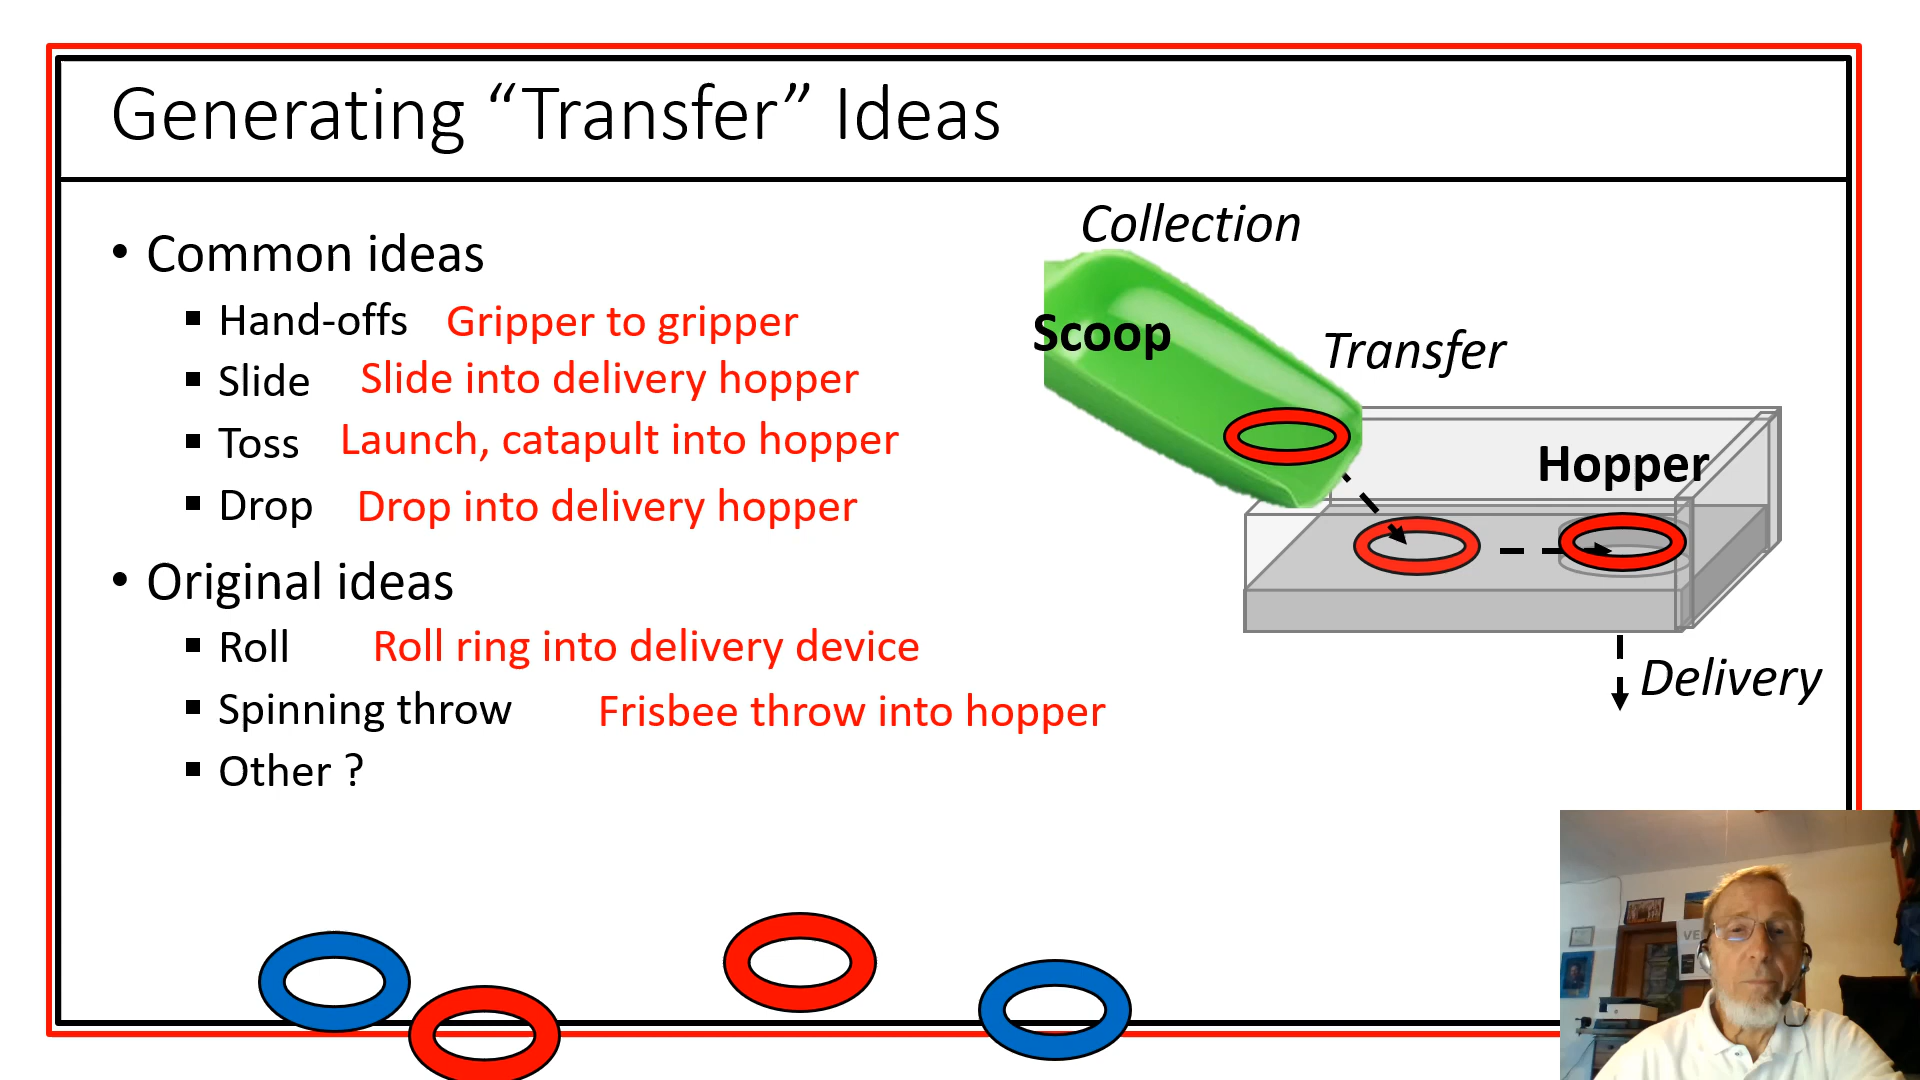 Generating “Transfer” Ideas
• Common ideas
▪ Hand-offs Gripper to gripper
▪ Slide Slide into delivery hopper
▪ Toss Launch, catapult into hopper
▪ Drop Drop into delivery hopper
• Original ideas
▪ Roll Roll ring into delivery device
▪ Spinning throw Frisbee throw into hopper
▪ Other ?
Collection
Scoop
Transfer
Hopper
Delivery